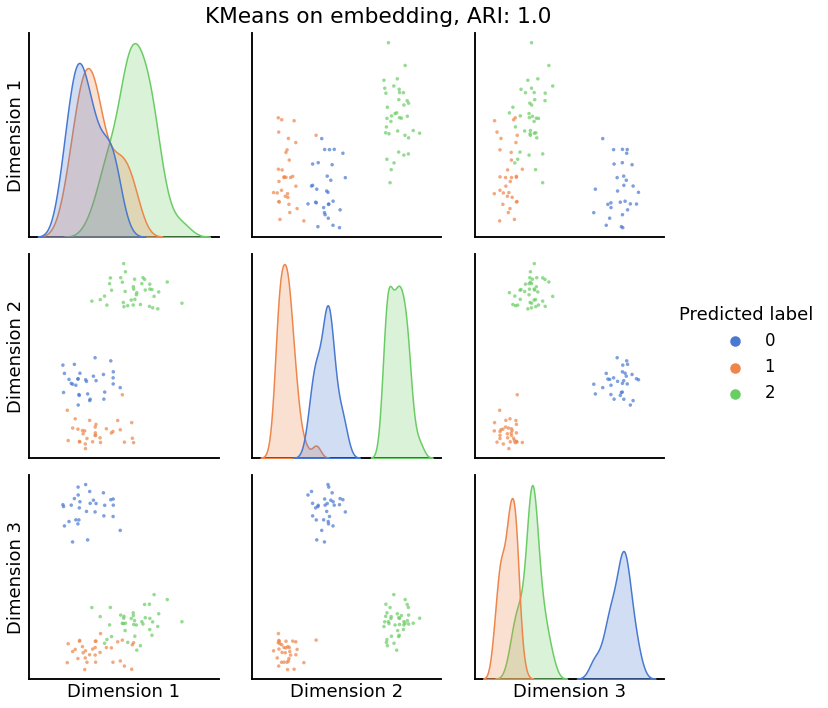 KMeans on embedding, ARI: 1.0
Dimension 1
Dimension 2
Predicted label
0
1
2
Dimension 3
Dimension 1
Dimension 2
Dimension 3